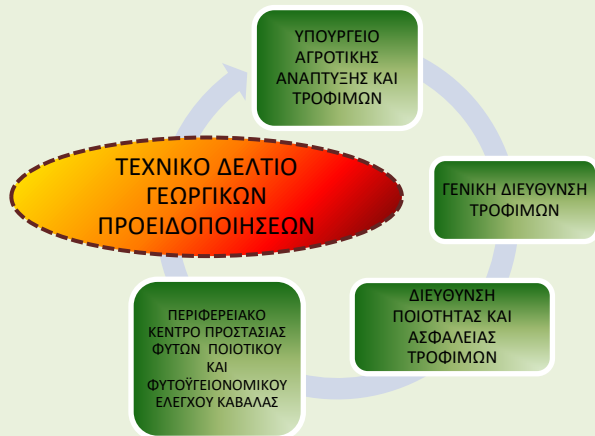 ΥΠΟΥΡΓΕΙΟ
ΑΓΡΟΤΙΚΗΣ
ΑΝΑΠΤΥΞΗΣ ΚΑΙ
ΤΡΟΦΙΜΩΝ
ΓΕΝΙΚΗ ΔΙΕΥΘΥΝΣΗ
ΤΡΟΦΙΜΩΝ
ΔΙΕΥΘΥΝΣΗ
ΠΟΙΟΤΗΤΑΣ ΚΑΙ
ΑΣΦΑΛΕΙΑΣ
ΤΡΟΦΙΜΩΝ
ΠΕΡΙΦΕΡΕΙΑΚΟ
ΚΕΝΤΡΟ ΠΡΟΣΤΑΣΙΑΣ
ΦΥΤΩΝ ΠΟΙΟΤΙΚΟΥ
ΚΑΙ
ΦΥΤΟΫΓΕΙΟΝΟΜΙΚΟΥ
ΕΛΕΓΧΟΥ ΚΑΒΑΛΑΣ
ΤΕΧΝΙΚΟ ΔΕΛΤΙΟ
ΓΕΩΡΓΙΚΩΝ
ΠΡΟΕΙΔΟΠΟΙΗΣΕΩΝ